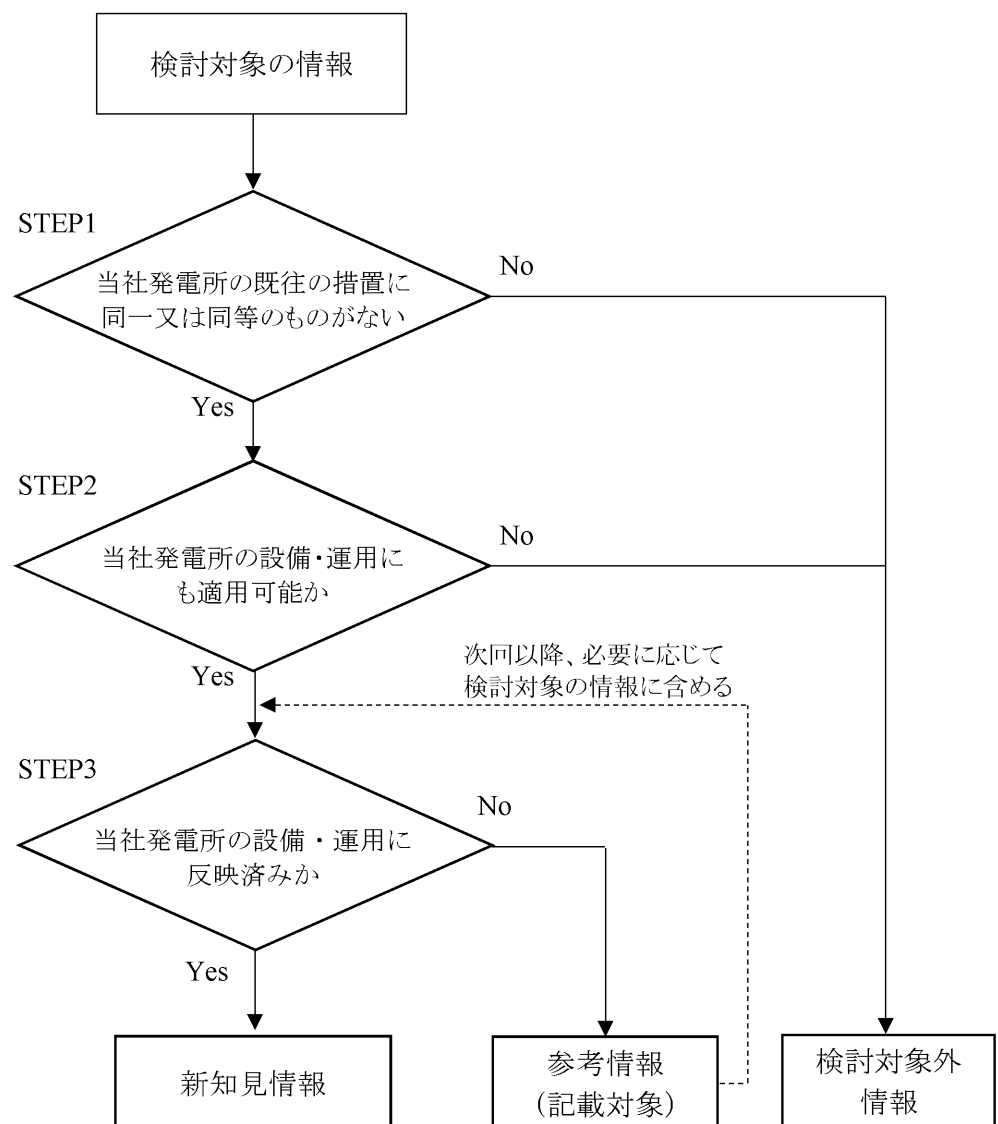 検討対象の情報
STEP1
当社発電所の既往の措置に
同一又は同等のものがない
No
Yes
STEP2
当社発電所の設備・運用に
も適用可能か
No
Yes
次回以降、必要に応じて
検討対象の情報に含める
STEP3
当社発電所の設備・運用に
反映済みか
No
Yes
新知見情報
参考情報
(記載対象)
検討対象外
情報